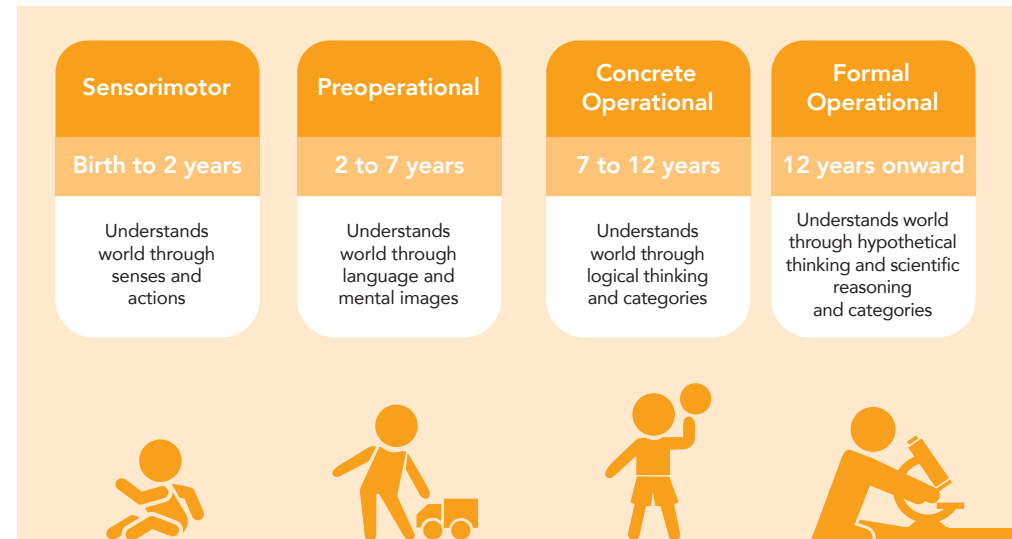 Sensorimotor
Birth to 2 years
Understands
world through
senses and
actions
Preoperational
2 to 7 years
Understands
world through
language and
mental images
Concrete
Operational
7 to 12 years
Understands
world through
logical thinking
and categories
Formal
Operational
12 years onward
Understands world
through hypothetical
thinking and scientific
reasoning
and categories